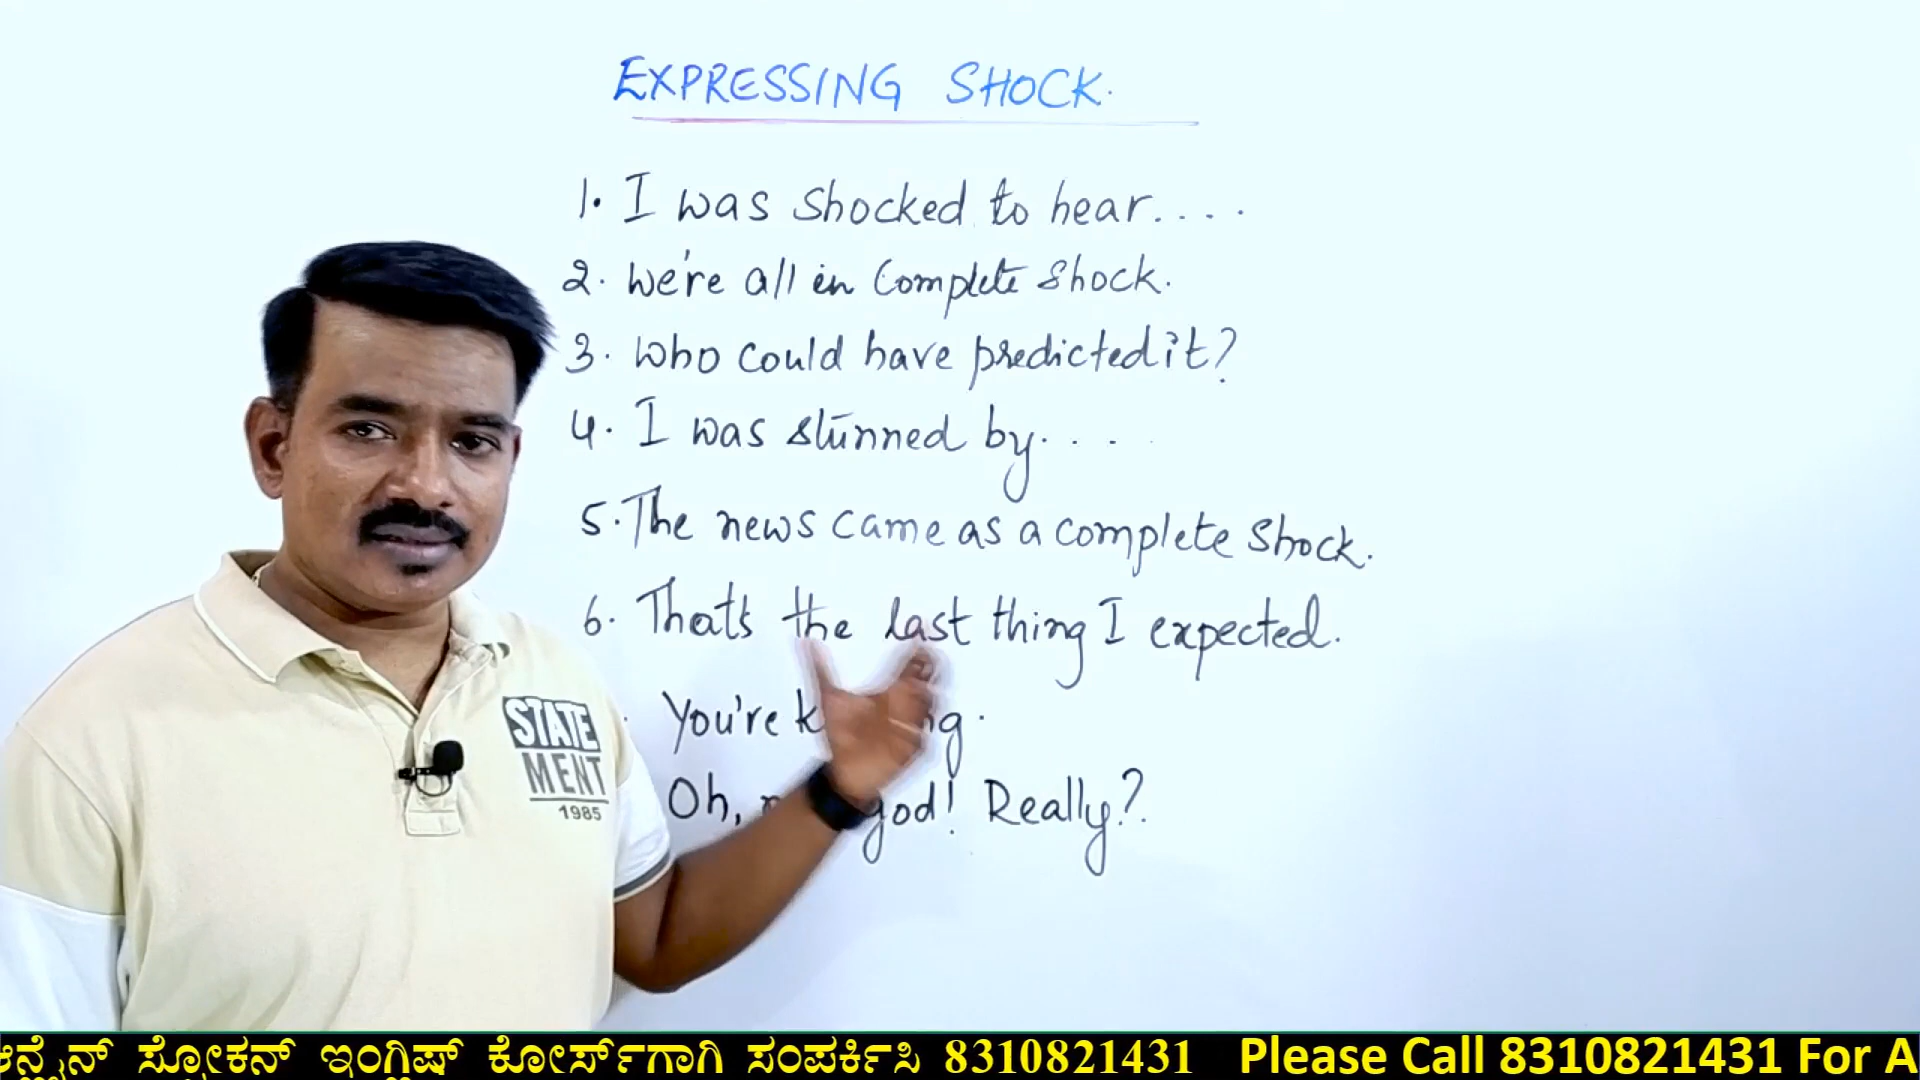 EXPRESSING SHOCK.
1. I was shocked to hear....
2. We're all in Complete Shock.
3. Who could have predicted it?
4. I was stunned by....
5. The news came as a complete shock.
6. That's the last thing I expected.
You're
Oh, god! Really?
STATE
MENT
1985
ಸ್ಪೋಕನ್ ಇಂಗ್ಲಿಷ್ ಕೋರ್ಸ್‌ಗಾಗಿ ಸಂಪರ್ಕಿಸಿ 8310821431 Please Call 8310821431 For A